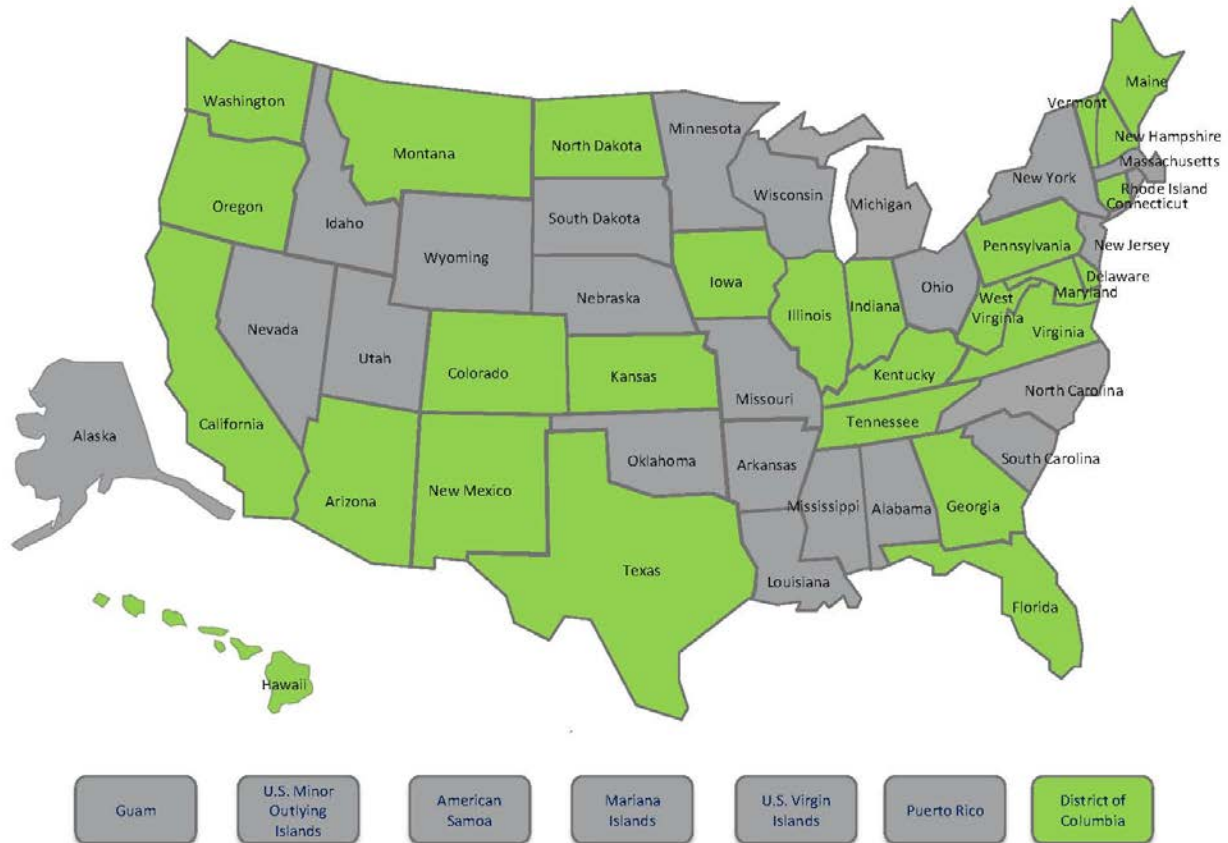 Maine
Washington
Vermont
Minnesota
New Hampshire
North Dakota
Montana
Massachusetts
New York
Rhode Island
Wisconsin
Connecticut
Michigan
Oregon
South Dakota
Idaho
Pennsylvania
New Jersey
Wyoming
Delaware
Iowa
Ohio
Maryland
Nebraska
West
Virginia
Indiana
Illinois
Nevada
Virginia
Utah
Colorado
Kansas
Kentucky
North Carolina
Missouri
California
Tennessee
Alaska
South Carolina
Oklahoma
Arkansas
New Mexico
Arizona
Mississippi
Alabama
Georgia
Texas
Louisiana
Florida
Hawaii
Guam
U.S. Minor
Outlying
Islands
American
Samoa
Mariana
Islands
U.S. Virgin
Islands
Puerto Rico
District of
Columbia